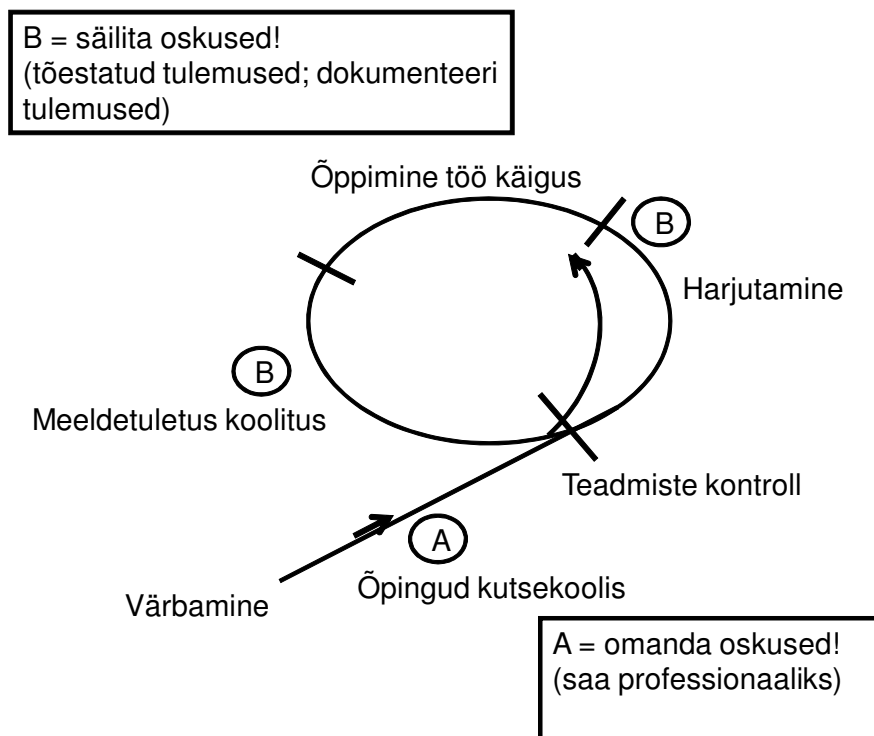 B = säilita oskused!
(tõestatud tulemused; dokumenteeri
tulemused)
Õppimine töö käigus
B
Harjutamine
B
Meeldetuletus koolitus
Teadmiste kontroll
A
Õpingud kutsekoolis
Värbamine
A = omanda oskused!
(saa professionaaliks)